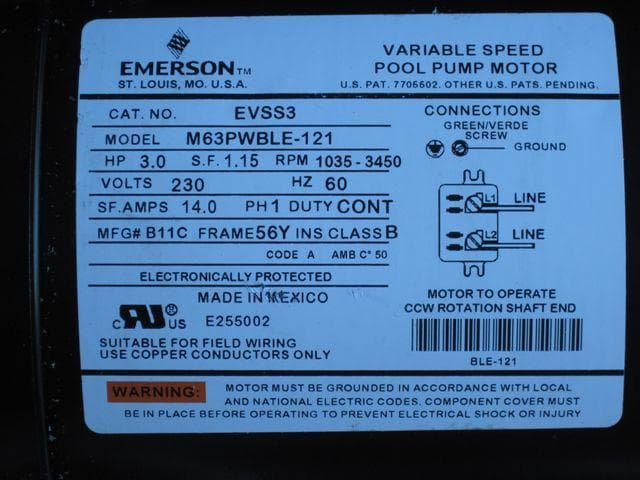 EMERSON™
ST. LOUIS, MO. U.S.A.
VARIABLE SPEED
POOL PUMP MOTOR
U.S. PAT. 7705602. OTHER U.S. PATS. PENDING.
CAT. NO. EVSS3
MODEL M63PWBLE-121
HP 3.0 S.F. 1.15 RPM 1035-3450
VOLTS 230 HZ 60
SF.AMPS 14.0 PH 1 DUTY CONT
MFG# B11C FRAME 56Y INS CLASS B
CODE A AMB C° 50
ELECTRONICALLY PROTECTED
MADE IN MEXICO
c RU ® US E255002
SUITABLE FOR FIELD WIRING
USE COPPER CONDUCTORS ONLY
CONNECTIONS
GREEN/VERDE
SCREW
GROUND
L1 LINE
L2 LINE
MOTOR TO OPERATE
CCW ROTATION SHAFT END
BLE-121
WARNING: MOTOR MUST BE GROUNDED IN ACCORDANCE WITH LOCAL
AND NATIONAL ELECTRIC CODES. COMPONENT COVER MUST
BE IN PLACE BEFORE OPERATING TO PREVENT ELECTRICAL SHOCK OR INJURY